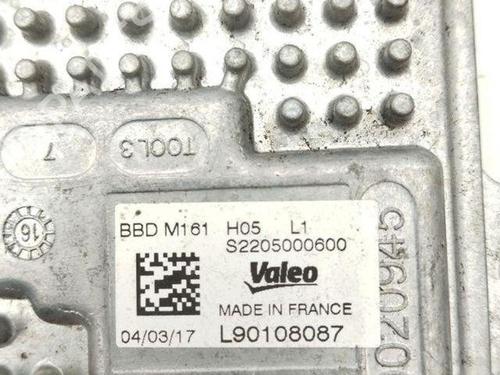 7
TOOL3
16
BBD M161 H05 L1
S2205000600
Valeo
MADE IN FRANCE
04/03/17 L90108087
020945